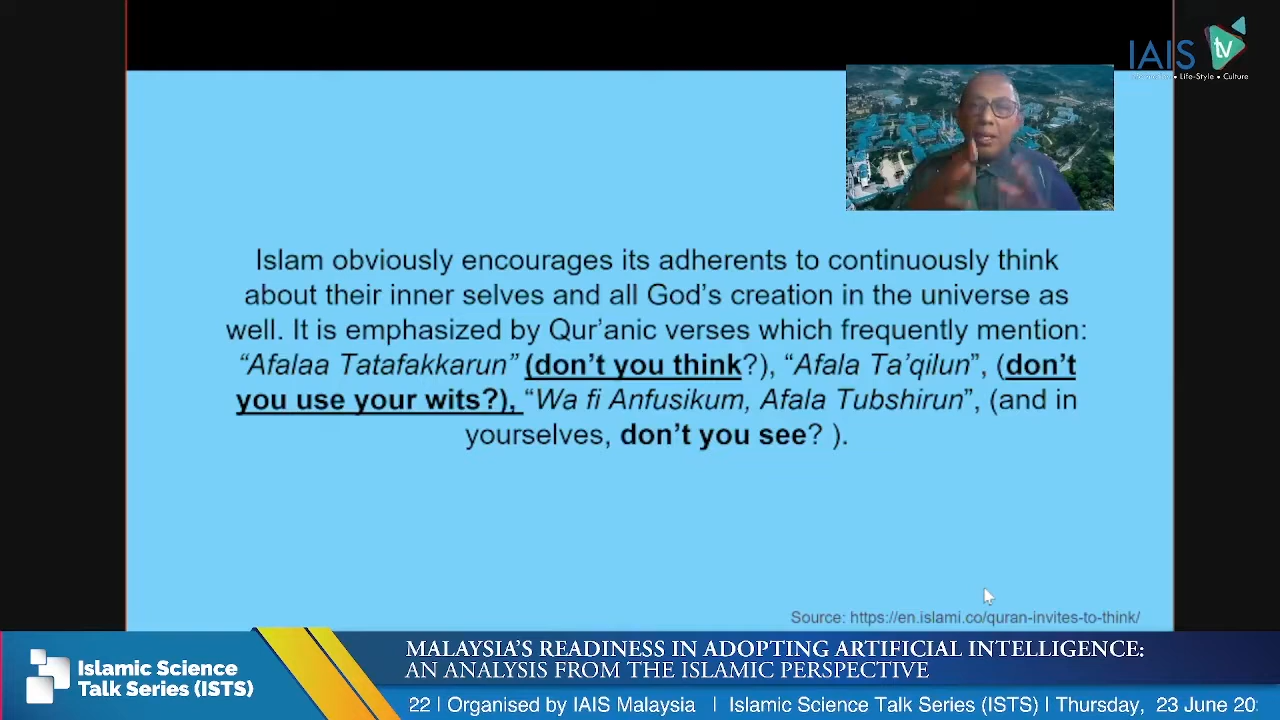 IAIS tv
• Life-Style • Culture
Islam obviously encourages its adherents to continuously think
about their inner selves and all God's creation in the universe as
well. It is emphasized by Qur'anic verses which frequently mention:
“Afalaa Tatafakkarun” (don't you think?), “Afala Ta'qilun”, (don't
you use your wits?), “Wa fi Anfusikum, Afala Tubshirun”, (and in
yourselves, don't you see? ).
Source: https://en.islami.co/quran-invites-to-think/
Islamic Science
Talk Series (ISTS)
MALAYSIA'S READINESS IN ADOPTING ARTIFICIAL INTELLIGENCE:
AN ANALYSIS FROM THE ISLAMIC PERSPECTIVE
22 | Organised by IAIS Malaysia | Islamic Science Talk Series (ISTS) | Thursday, 23 June 20